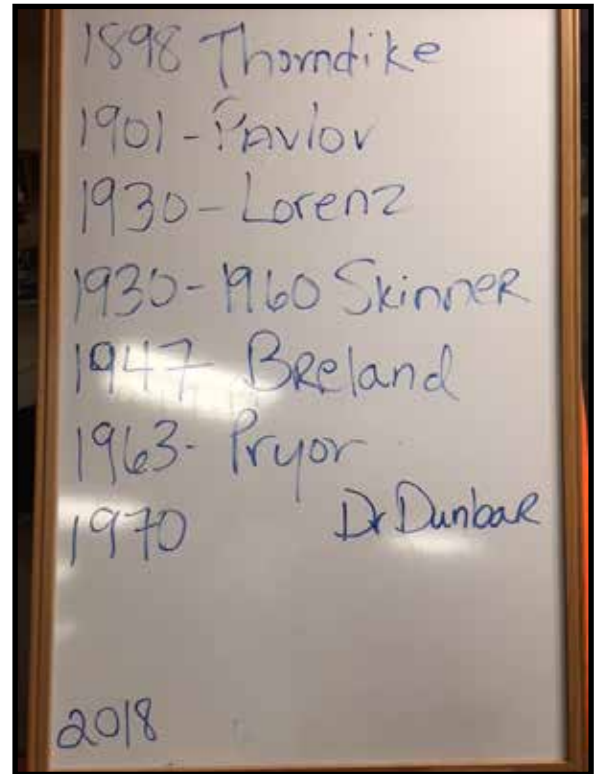 1898 Thorndike
1901 - Pavlov
1930 - Lorenz
1930 - 1960 Skinner
1947 - Breland
1963 - Pryor
1970 Dr Dunbar
2018